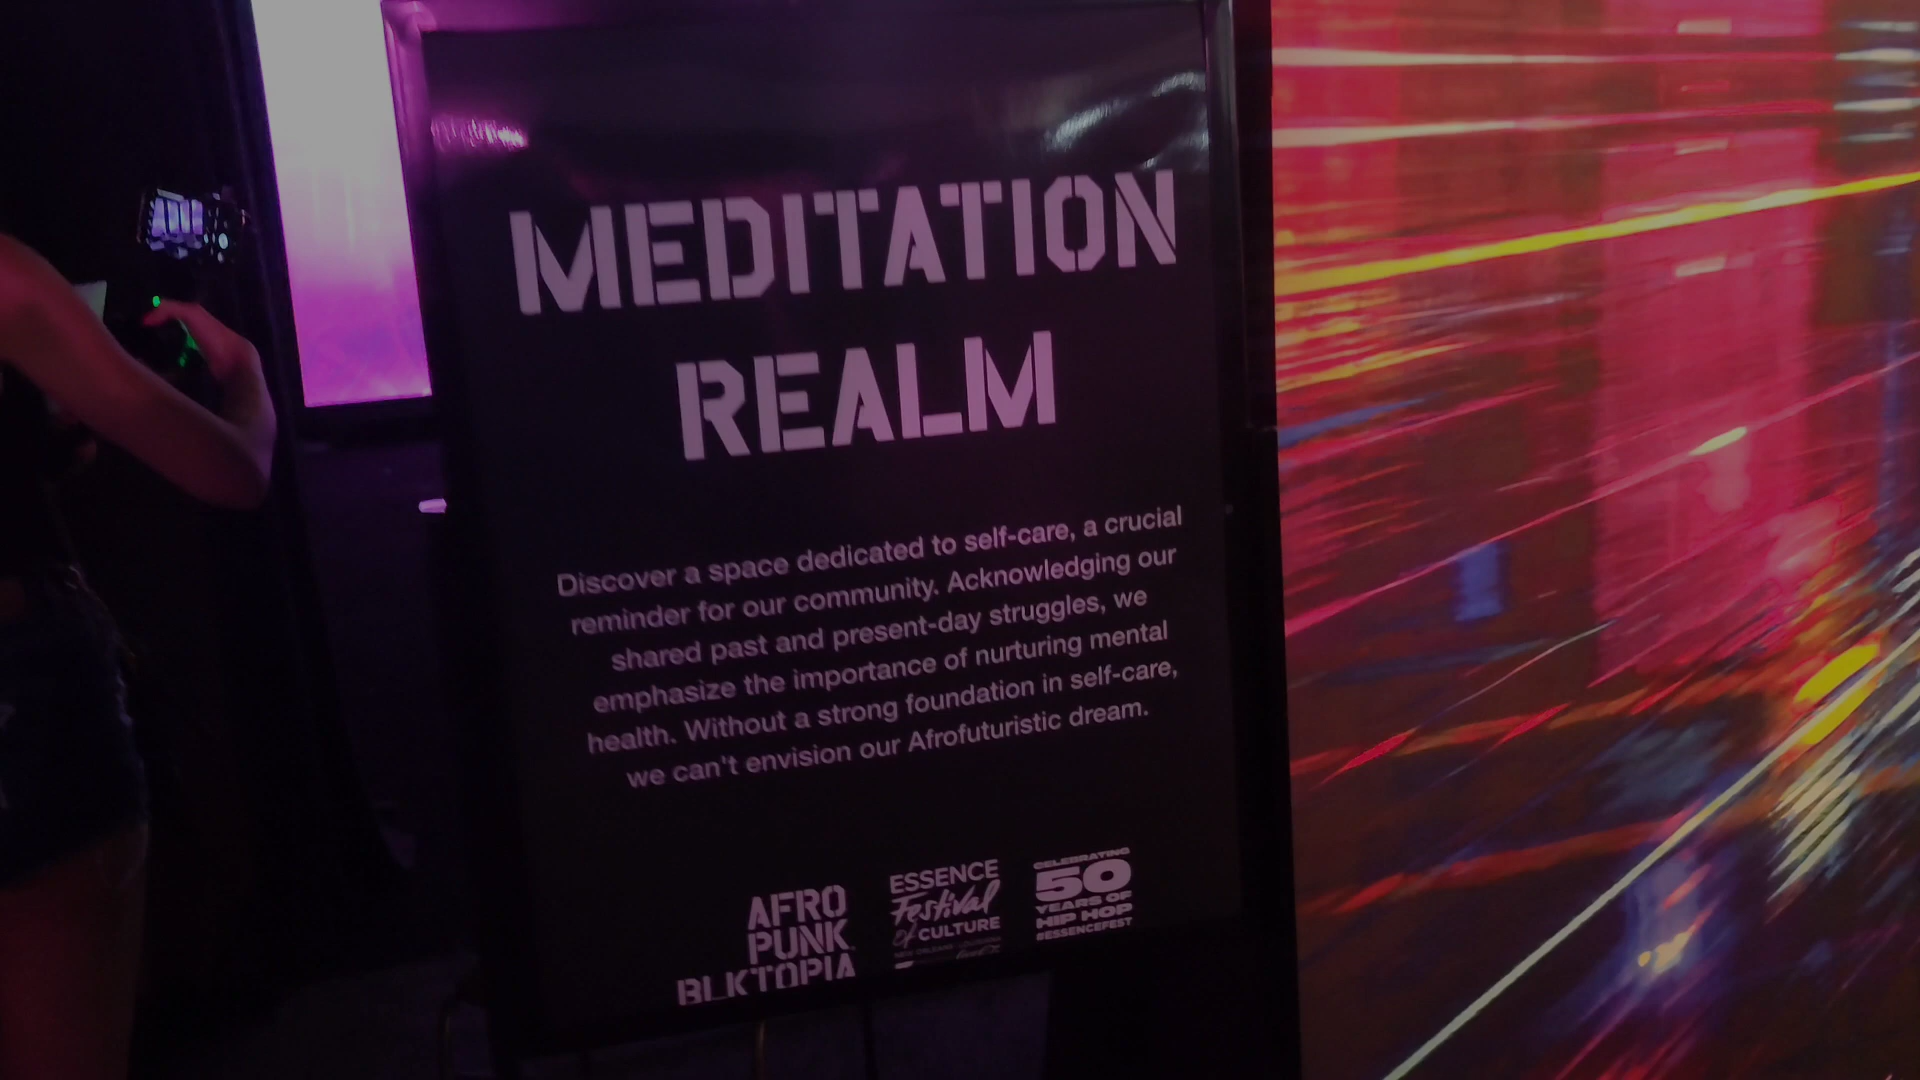 MEDITATION
REALM
Discover a space dedicated to self-care, a crucial
reminder for our community. Acknowledging our
shared past and present-day struggles, we
emphasize the importance of nurturing mental
health. Without a strong foundation in self-care,
we can't envision our Afrofuturistic dream.
AFRO
PUNK
BLKTOPIA
ESSENCE
Festival
of CULTURE
CELEBRATING
50
YEARS OF
HIP HOP
#ESSENCEFEST